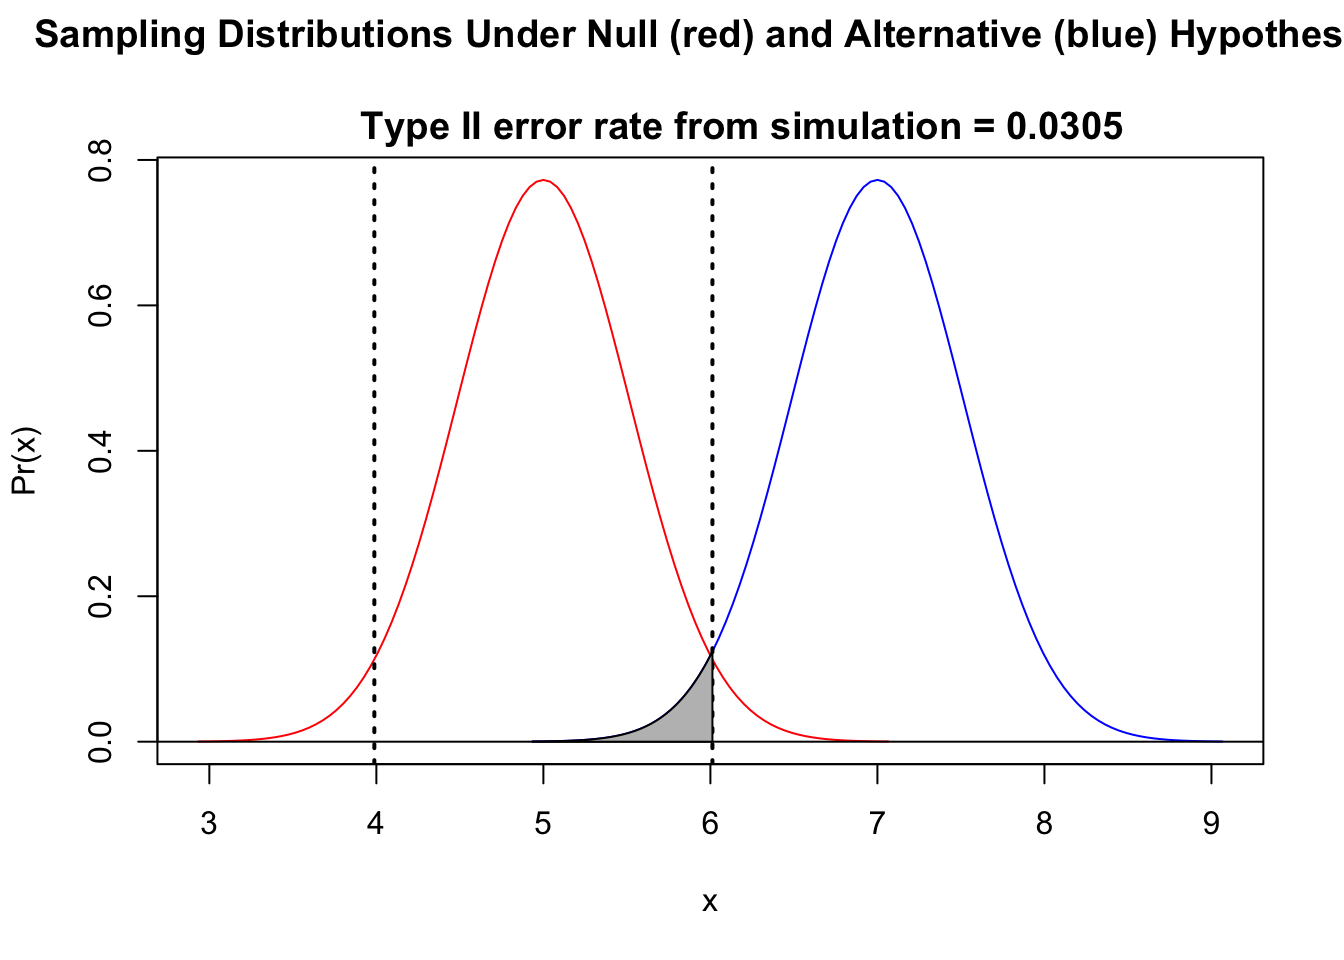 Sampling Distributions Under Null (red) and Alternative (blue) Hypothes
Type II error rate from simulation = 0.0305
Pr(x)
0.8
0.6
0.4
0.2
0.0
3 4 5 6 7 8 9
x